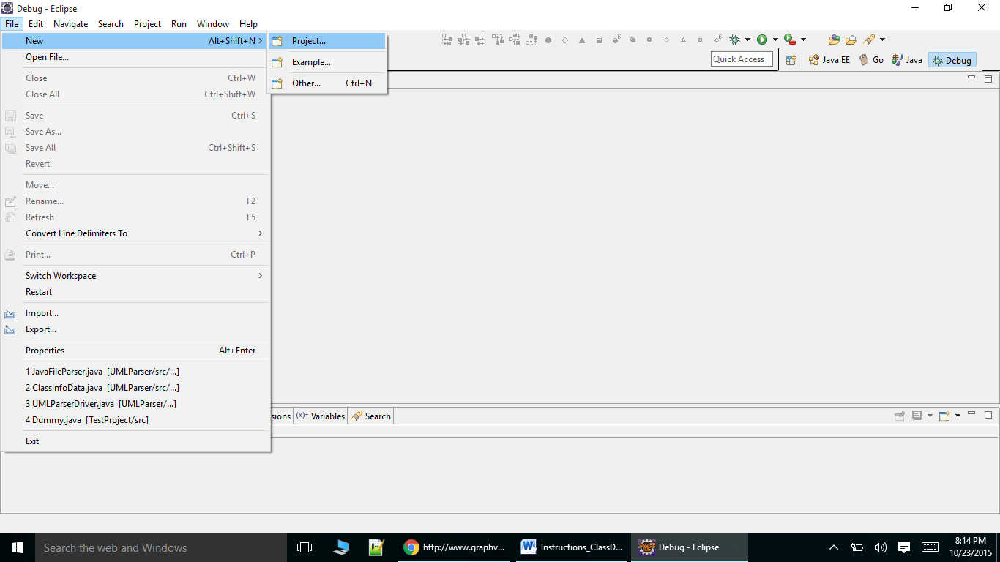 Debug - Eclipse
File Edit Navigate Search Project Run Window Help
New Alt+Shift+N
Project...
Open File...
Example...
Quick Access
Java EE
Go
Java
Debug
Close Ctrl+W
Other... Ctrl+N
Close All Ctrl+Shift+W
Save Ctrl+S
Save As...
Save All Ctrl+Shift+S
Revert
Move...
Rename... F2
Refresh F5
Convert Line Delimiters To
Print... Ctrl+P
Switch Workspace
Restart
Import...
Export...
Properties Alt+Enter
1 JavaFileParser.java [UMLParser/src/...]
2 ClassInfoData.java [UMLParser/src/...]
3 UMLParserDriver.java [UMLParser/...]
4 Dummy.java [TestProject/src]
Exit
sions (x)= Variables Search
Search the web and Windows
http://www.graphv...
Instructions_ClassD...
Debug - Eclipse
8:14 PM
10/23/2015